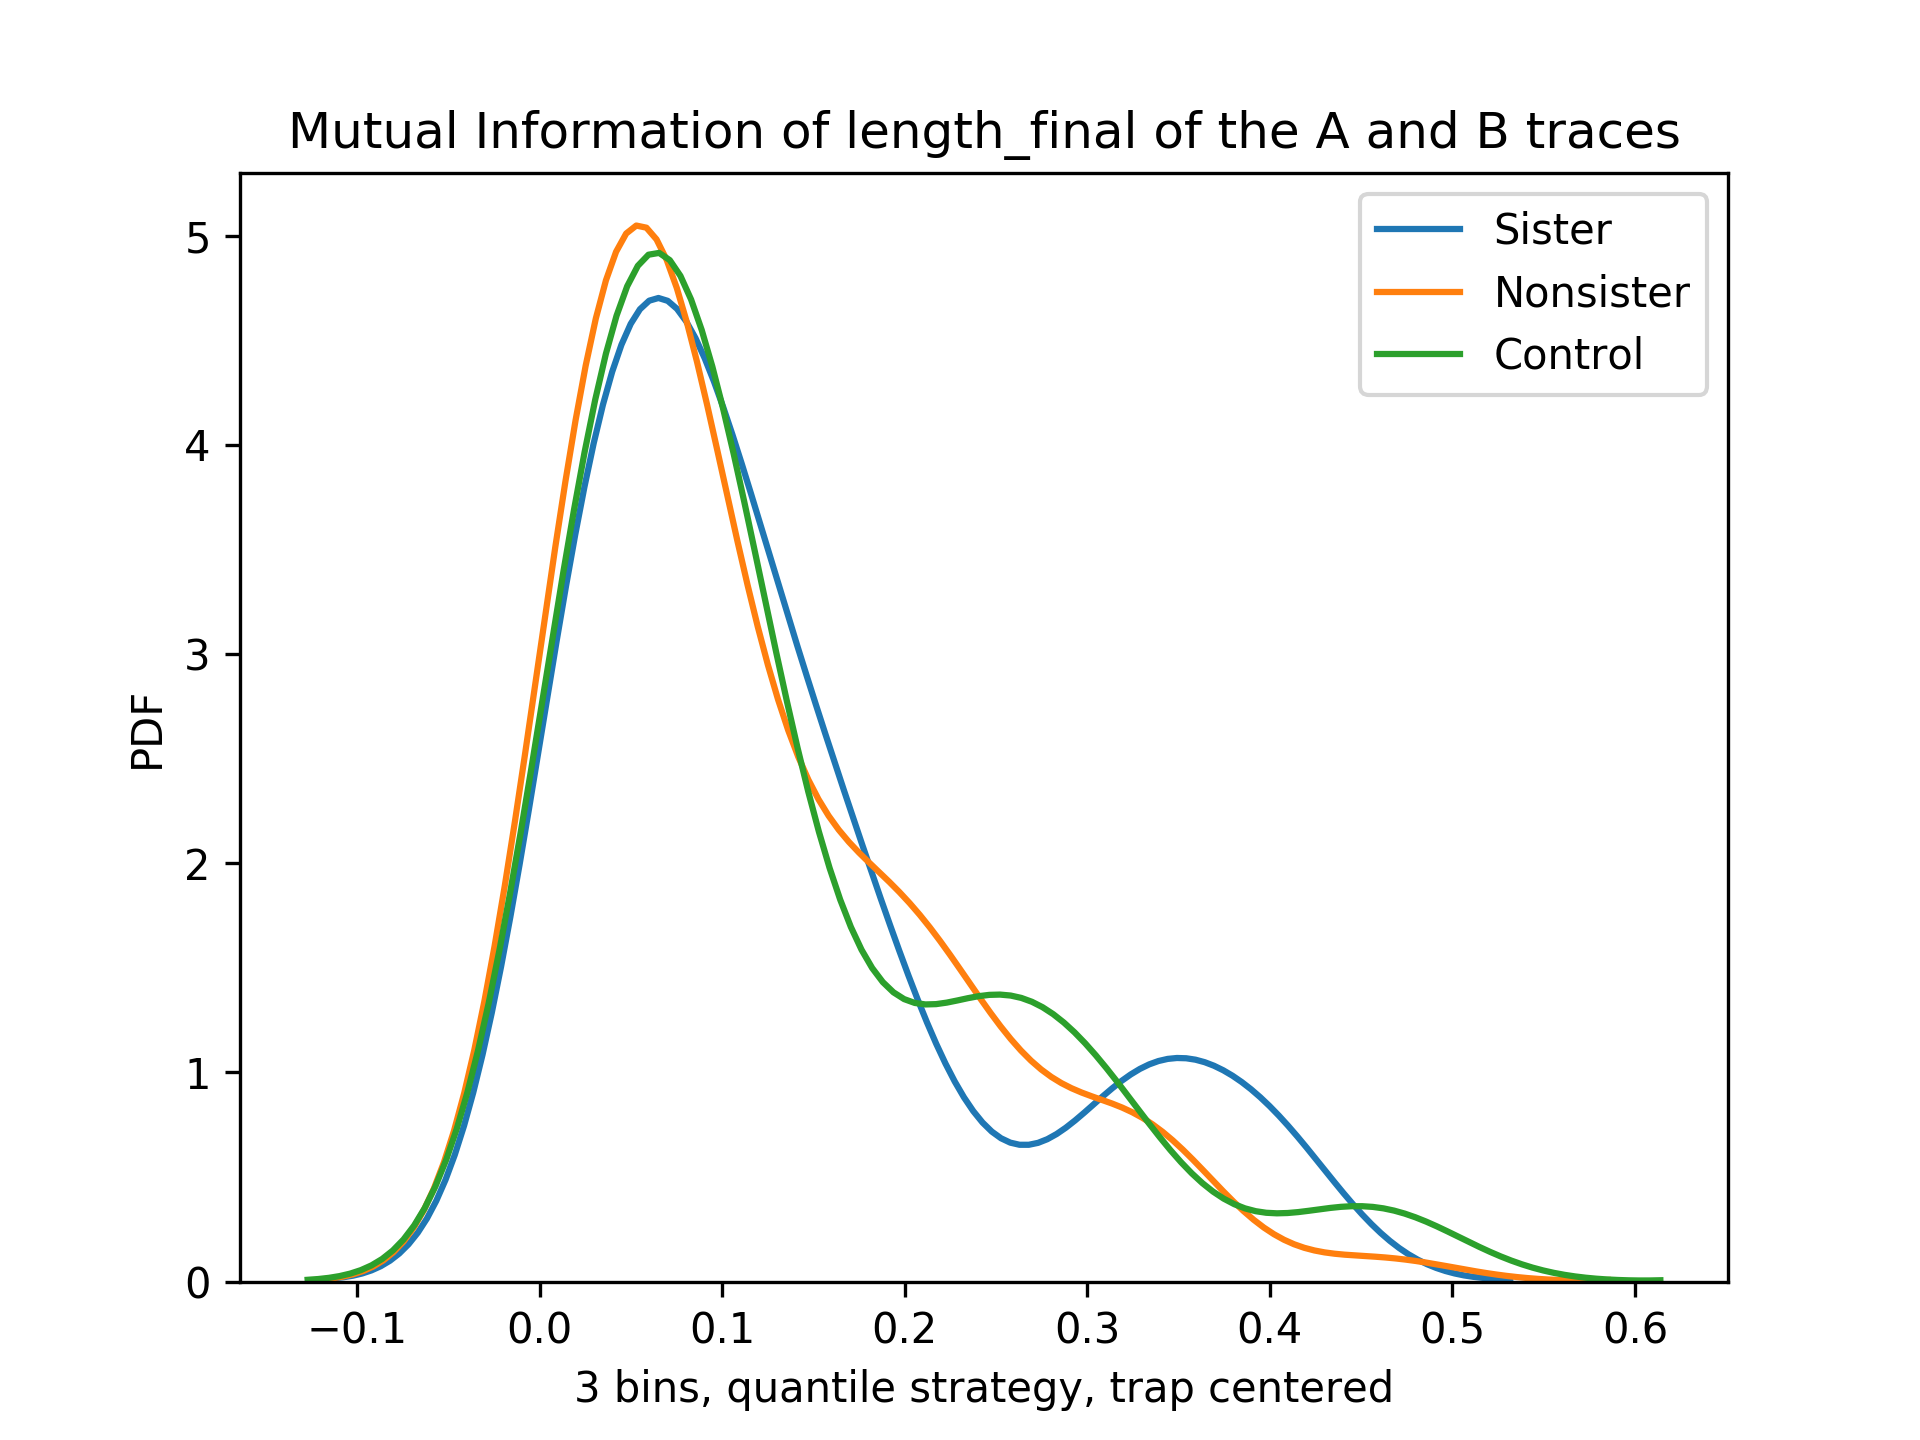 Mutual Information of length_final of the A and B traces
Sister
Nonsister
Control
5
4
3
2
1
0
PDF
−0.1 0.0 0.1 0.2 0.3 0.4 0.5 0.6
3 bins, quantile strategy, trap centered